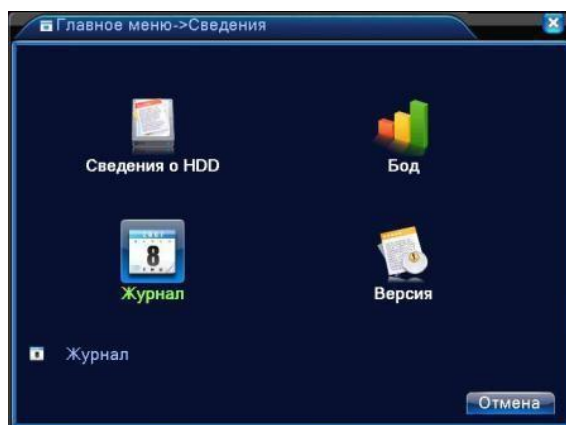 Главное меню->Сведения
Сведения о HDD
Бод
8
Журнал
Версия
Журнал
Отмена